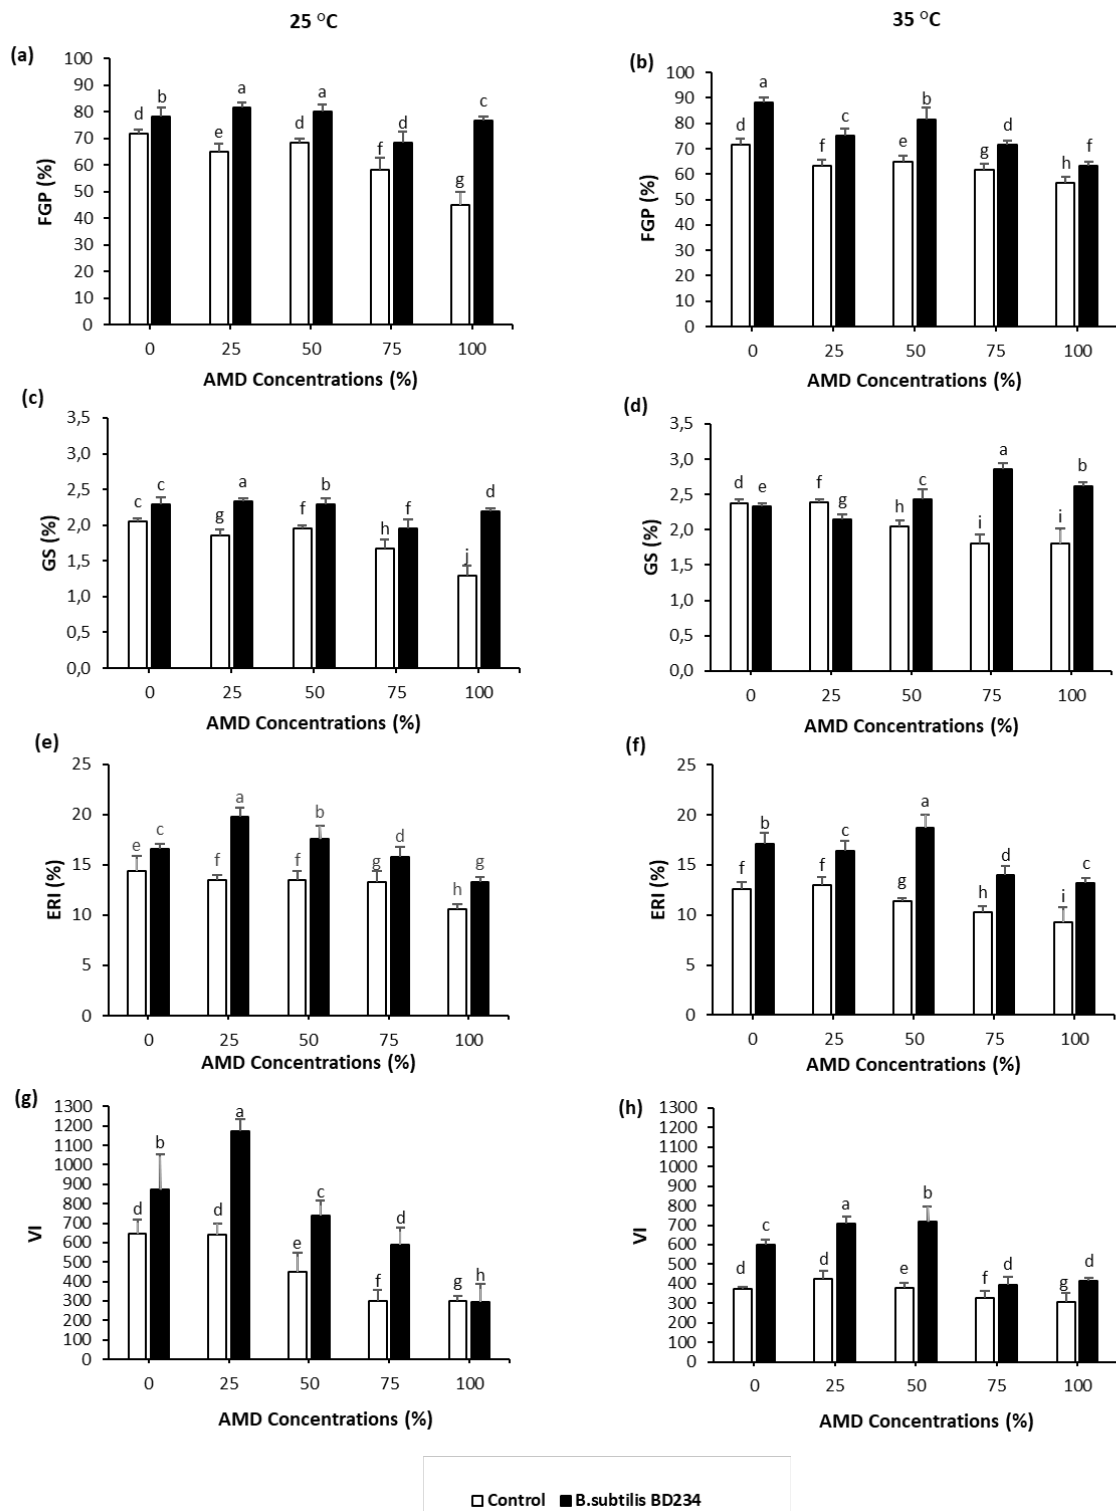 25 °C
35 °C
(a)
100
90
80
70
60
50
40
30
20
10
0
FGP (%)
d b e a d a f d g c
0 25 50 75 100
AMD Concentrations (%)
(b)
100
90
80
70
60
50
40
30
20
10
0
FGP (%)
d a f c e b g d h f
0 25 50 75 100
AMD Concentrations (%)
(c)
3,5
3,0
2,5
2,0
1,5
1,0
0,5
0,0
GS (%)
c c g a f b h f j d
0 25 50 75 100
AMD Concentrations (%)
(d)
3,5
3,0
2,5
2,0
1,5
1,0
0,5
0,0
GS (%)
d e f g h c i a i b
0 25 50 75 100
AMD Concentrations (%)
(e)
25
20
15
10
5
0
ERI (%)
e c f a f b g d h g
0 25 50 75 100
AMD Concentrations (%)
(f)
25
20
15
10
5
0
ERI (%)
f b f c g a h d i c
0 25 50 75 100
AMD Concentrations (%)
(g)
1300
1200
1100
1000
900
800
700
600
500
400
300
200
100
0
VI
d b d a e c f d g h
0 25 50 75 100
AMD Concentrations (%)
(h)
1300
1200
1100
1000
900
800
700
600
500
400
300
200
100
0
VI
d c d a e b f d g d
0 25 50 75 100
AMD Concentrations (%)
Control B.subtilis BD234